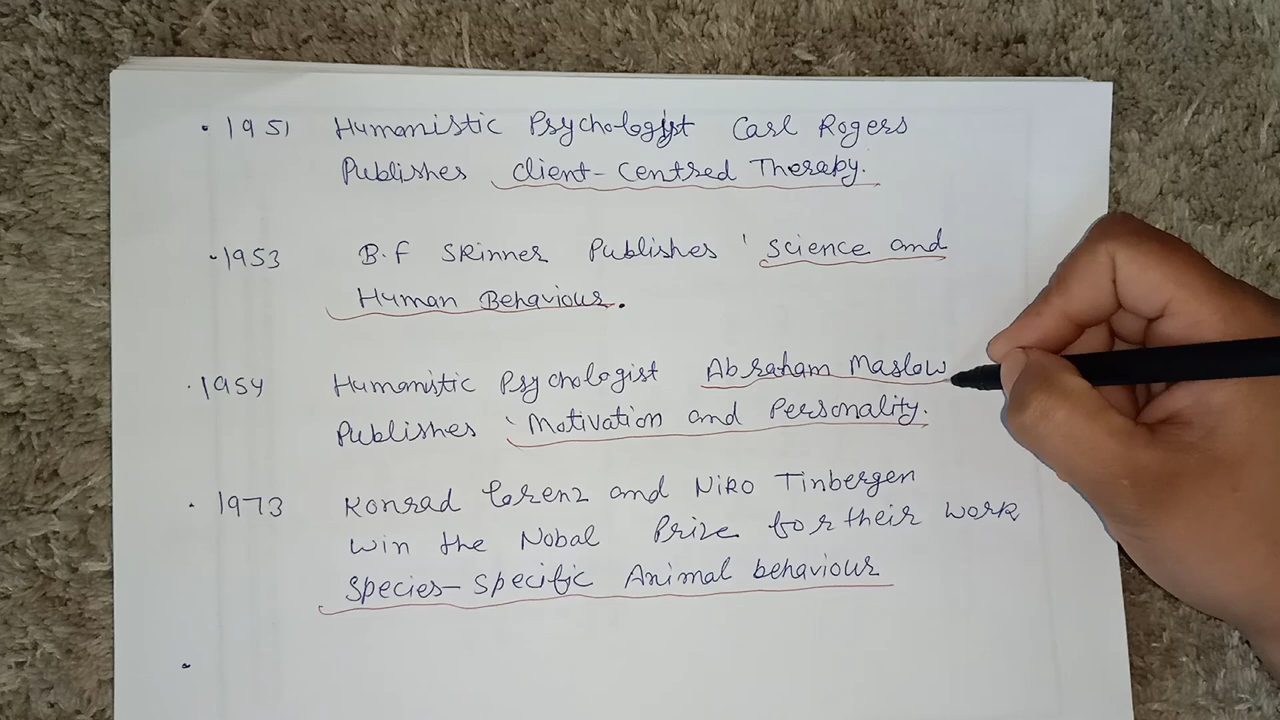 . 1951 Humanistic Psychologist Carl Rogers
Publishes Client-Centred Therapy.
. 1953 B.F Skinner Publishes ' Science and
Human Behaviour.
. 1954 Humanistic Psychologist Abraham Maslow
Publishes ' Motivation and Personality.
. 1973 Konrad Lorenz and NiKo Tinbergen
win the Nobal Prize for their work
Species-Specific Animal behaviour
.